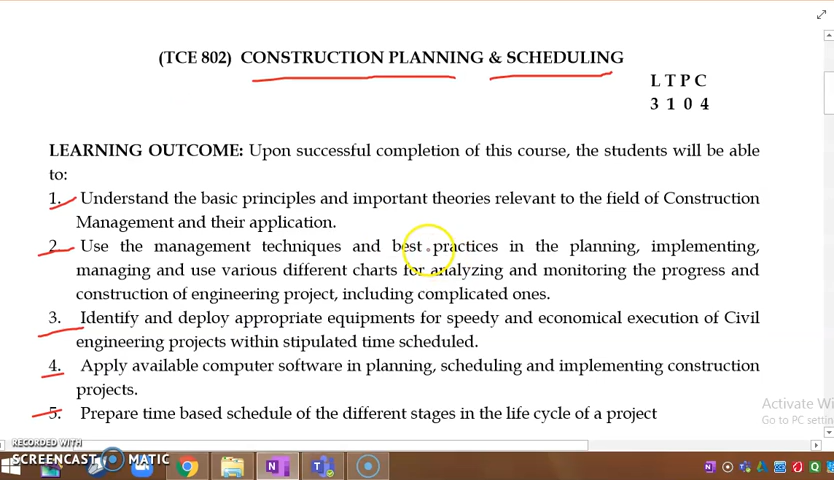 (TCE 802) CONSTRUCTION PLANNING & SCHEDULING
L T P C
3 1 0 4
LEARNING OUTCOME: Upon successful completion of this course, the students will be able
to:
1. Understand the basic principles and important theories relevant to the field of Construction
Management and their application.
2. Use the management techniques and best practices in the planning, implementing,
managing and use various different charts for analyzing and monitoring the progress and
construction of engineering project, including complicated ones.
3. Identify and deploy appropriate equipments for speedy and economical execution of Civil
engineering projects within stipulated time scheduled.
4. Apply available computer software in planning, scheduling and implementing construction
projects.
5. Prepare time based schedule of the different stages in the life cycle of a project
Activate Wi
Go to PC settin
RECORDED WITH
SCREENCAST MATIC